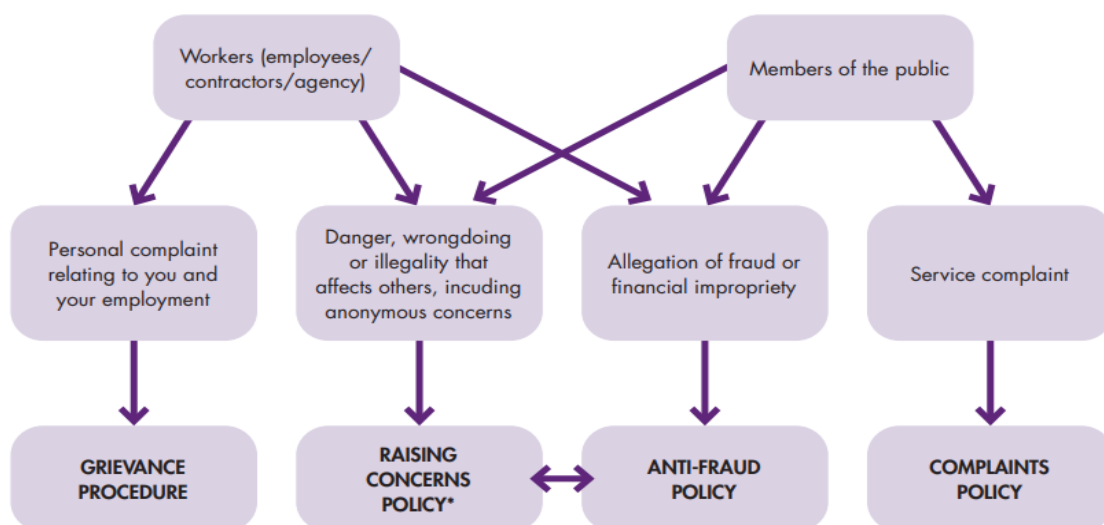 Workers (employees/
contractors/agency)
Members of the public
Personal complaint
relating to you and
your employment
Danger, wrongdoing
or illegality that
affects others, incuding
anonymous concerns
Allegation of fraud or
financial impropriety
Service complaint
GRIEVANCE
PROCEDURE
RAISING
CONCERNS
POLICY*
ANTI-FRAUD
POLICY
COMPLAINTS
POLICY